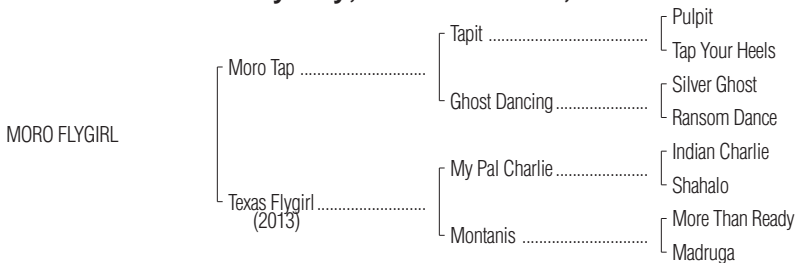 Pulpit
Tapit ....................................
Tap Your Heels
Moro Tap ............................
Silver Ghost
Ghost Dancing .....................
Ransom Dance
MORO FLYGIRL
Indian Charlie
My Pal Charlie .....................
Shahalo
Texas Flygirl ........................
(2013)
More Than Ready
Montanis ............................
Madruga